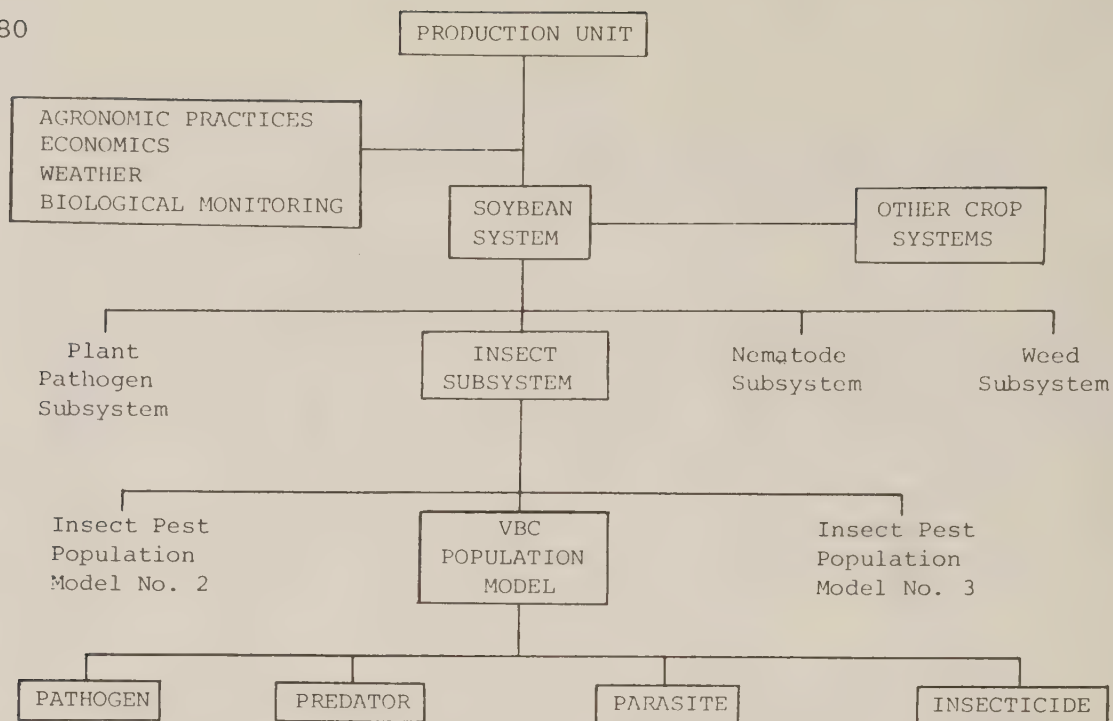 80
PRODUCTION UNIT
AGRONOMIC PRACTICES
ECONOMICS
WEATHER
BIOLOGICAL MONITORING
SOYBEAN
SYSTEM
OTHER CROP
SYSTEMS
Plant
Pathogen
Subsystem
INSECT
SUBSYSTEM
Nematode
Subsystem
Weed
Subsystem
Insect Pest
Population
Model No. 2
VBC
POPULATION
MODEL
Insect Pest
Population
Model No. 3
PATHOGEN
PREDATOR
PARASITE
INSECTICIDE